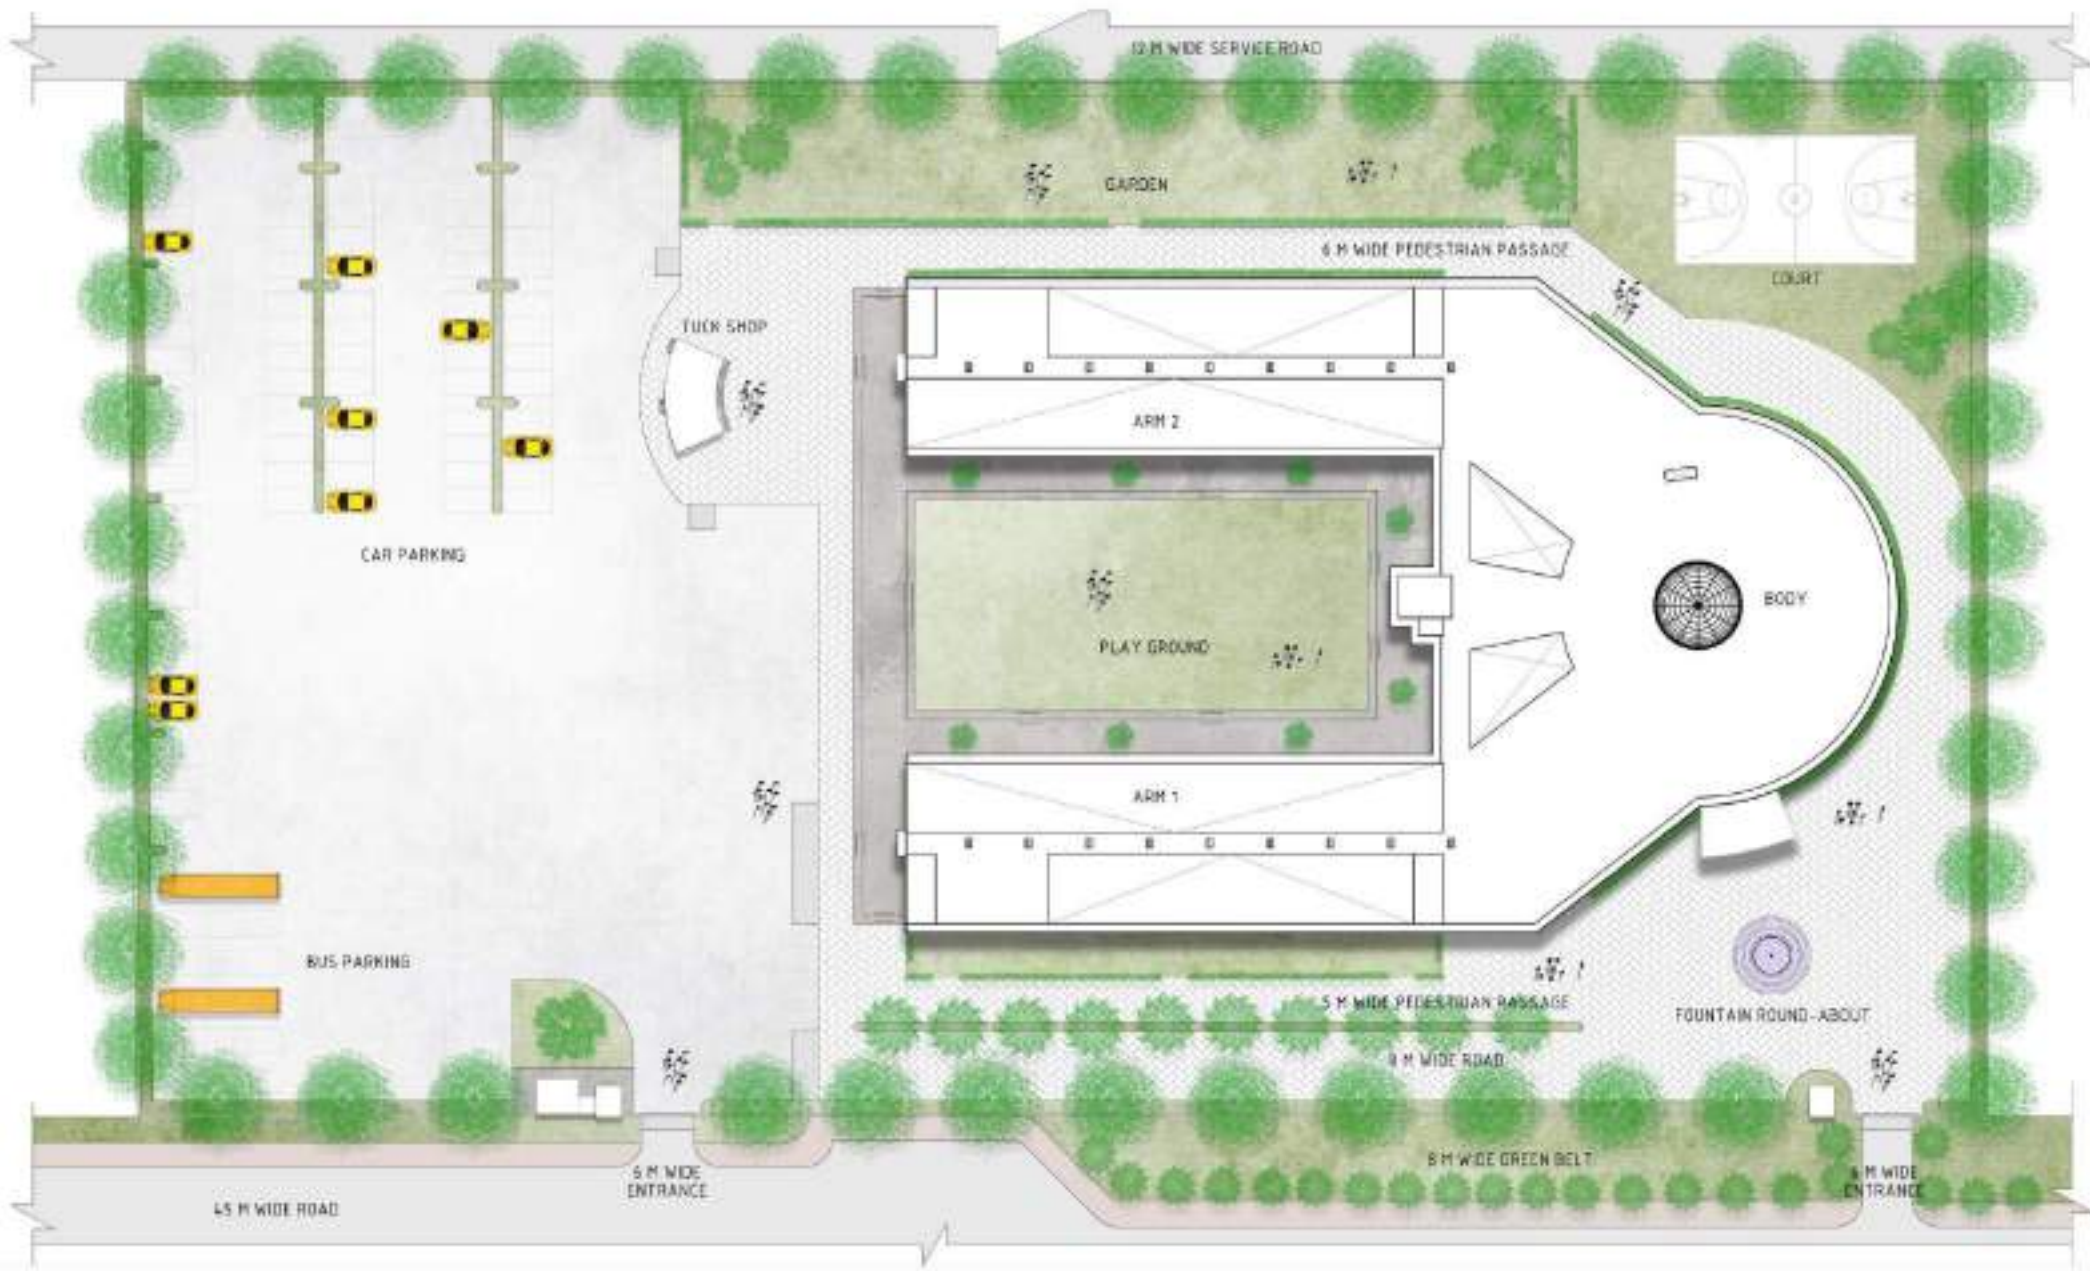 12 M WIDE SERVICE ROAD
GARDEN
6 M WIDE PEDESTRIAN PASSAGE
COURT
TUCK SHOP
ARM 2
CAR PARKING
BODY
PLAY GROUND
ARM 1
BUS PARKING
5 M WIDE PEDESTRIAN PASSAGE
FOUNTAIN ROUND-ABOUT
M WIDE ROAD
8 M WIDE GREEN BELT
6 M WIDE
ENTRANCE
6 M WIDE
ENTRANCE
45 M WIDE ROAD